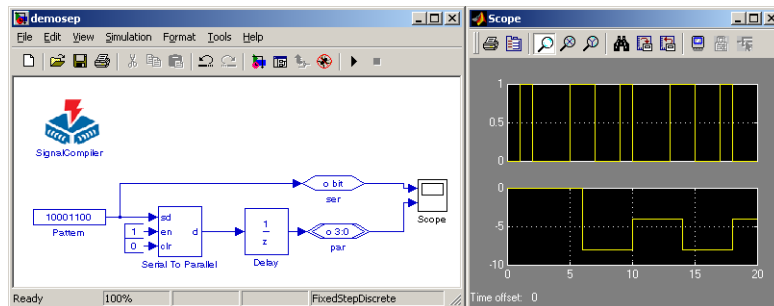 demosep
File Edit View Simulation Format Tools Help
SignalCompiler
10001100
Pattern
1
0
sd
en
clr
d
Serial To Parallel
1
z
Delay
o bit
ser
o 3:0
par
Scope
Ready 100% FixedStepDiscrete
Scope
1
0.5
0
0
-5
-10
0 5 10 15 20
Time offset: 0